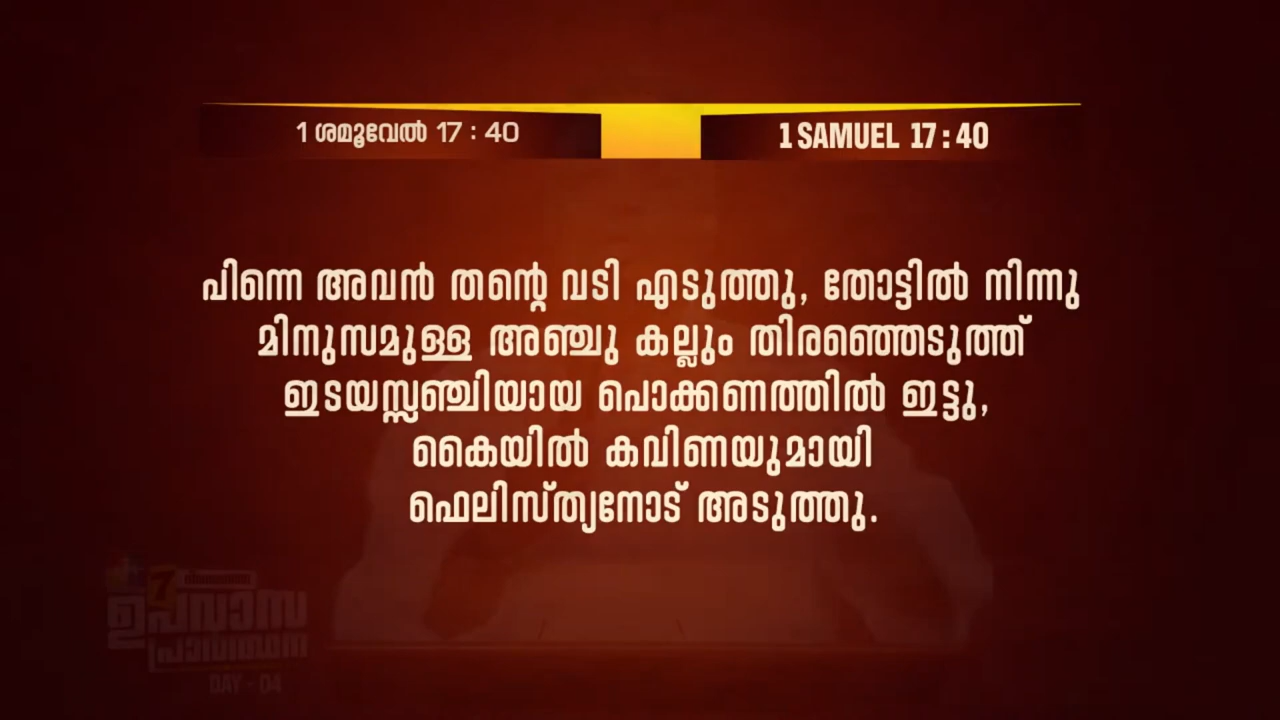 1 ശമൂവേൽ 17 : 40
1 SAMUEL 17 : 40
പിന്നെ അവൻ തന്റെ വടി എടുത്തു, തോട്ടിൽ നിന്നു
മിനുസമുള്ള അഞ്ചു കല്ലും തിരഞ്ഞെടുത്ത്
ഇടയസ്സഞ്ചിയായ പൊക്കണത്തിൽ ഇട്ടു,
കൈയിൽ കവിണയുമായി
ഫെലിസ്ത്യനോട് അടുത്തു.
7
ഉപവാസ
പ്രാർത്ഥന
DAY - 04